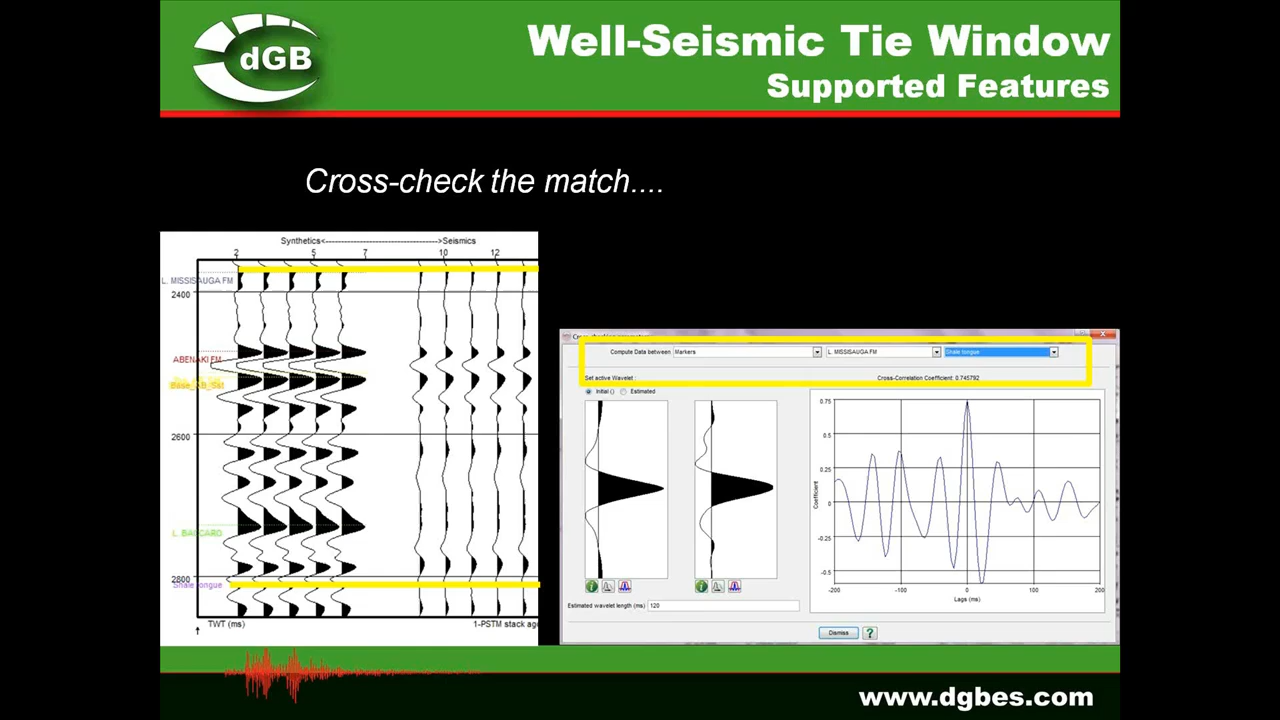 dGB
Well-Seismic Tie Window
Supported Features
Cross-check the match....
Synthetics<-------------------------------------->Seismics
2 5 7 10 12
L. MISSISAUGA FM
2400
ABENAKI FM
2600
L. BACCARO
2800
Shale tongue
TWT (ms)
1-PSTM stack age
Compute Data between Markers L. MISSISAUGA FM Shale tongue
Set active Wavelet : Cross-Correlation Coefficient: 0.745792
Initial () Estimated
0.75
0.5
0.25
0
-0.25
-0.5
Coefficient
-200 -100 0 100 200
Lags (ms)
Estimated wavelet length (ms) 120
Dismiss ?
www.dgbes.com